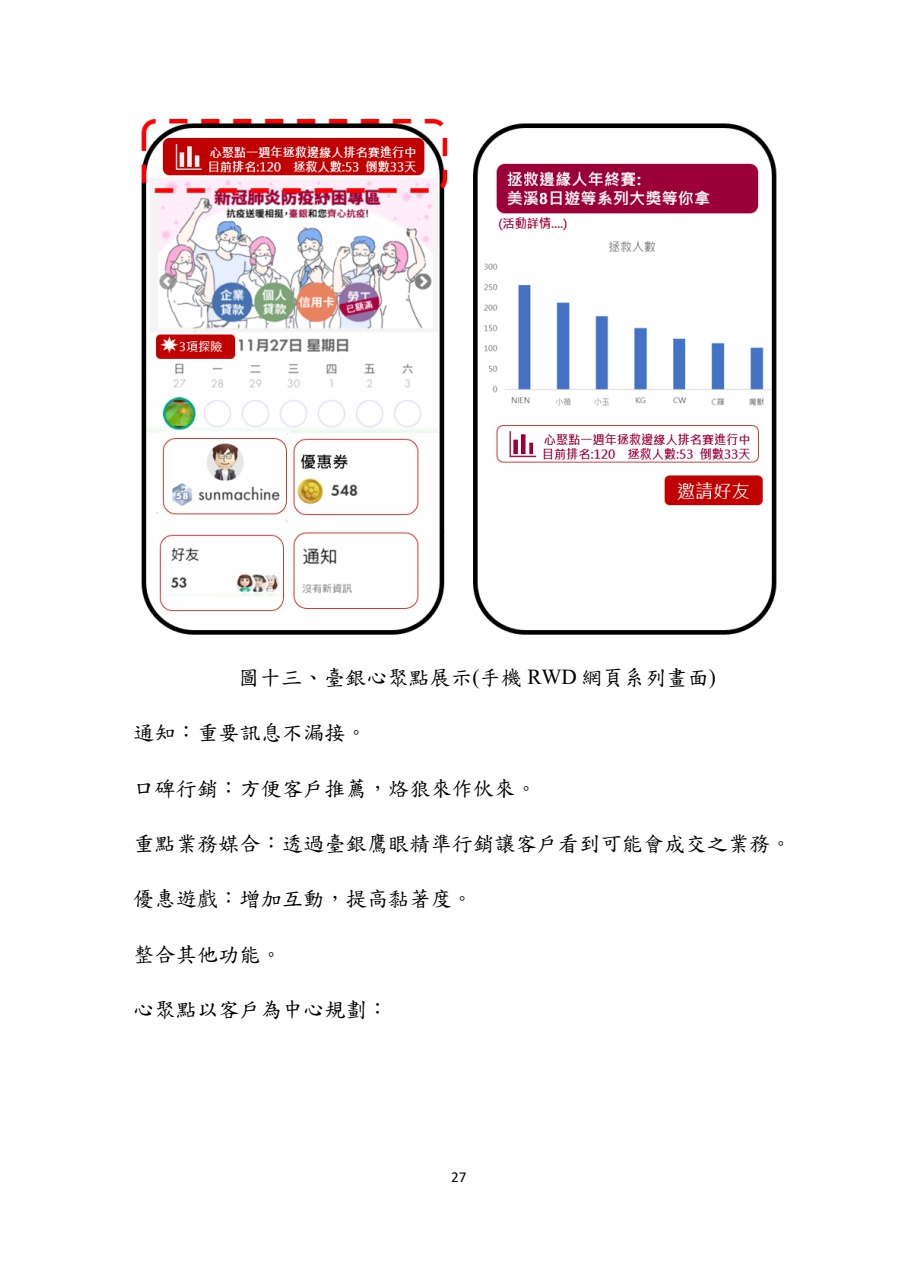 心聚點一週年拯救邊緣人排名賽進行中
目前排名:120 拯救人數:53 倒數33天
新冠肺炎防疫紓困專區
抗疫送暖相挺，臺銀和您齊心抗疫!
企業
貸款
個人
貸款
信用卡
勞工
已額滿
3項探險
11月27日 星期日
日 一 二 三 四 五 六
27 28 29 30 1 2 3
58 sunmachine
優惠券
548
好友
53
通知
沒有新資訊
拯救邊緣人年終賽:
美溪8日遊等系列大獎等你拿
(活動詳情....)
拯救人數
300
250
200
150
100
50
0
NIEN 小薇 小玉 KG CW C羅 魔獸
心聚點一週年拯救邊緣人排名賽進行中
目前排名:120 拯救人數:53 倒數33天
邀請好友
圖十三、臺銀心聚點展示(手機 RWD 網頁系列畫面)
通知：重要訊息不漏接。
口碑行銷：方便客戶推薦，烙狼來作伙來。
重點業務媒合：透過臺銀鷹眼精準行銷讓客戶看到可能會成交之業務。
優惠遊戲：增加互動，提高黏著度。
整合其他功能。
心聚點以客戶為中心規劃：
27